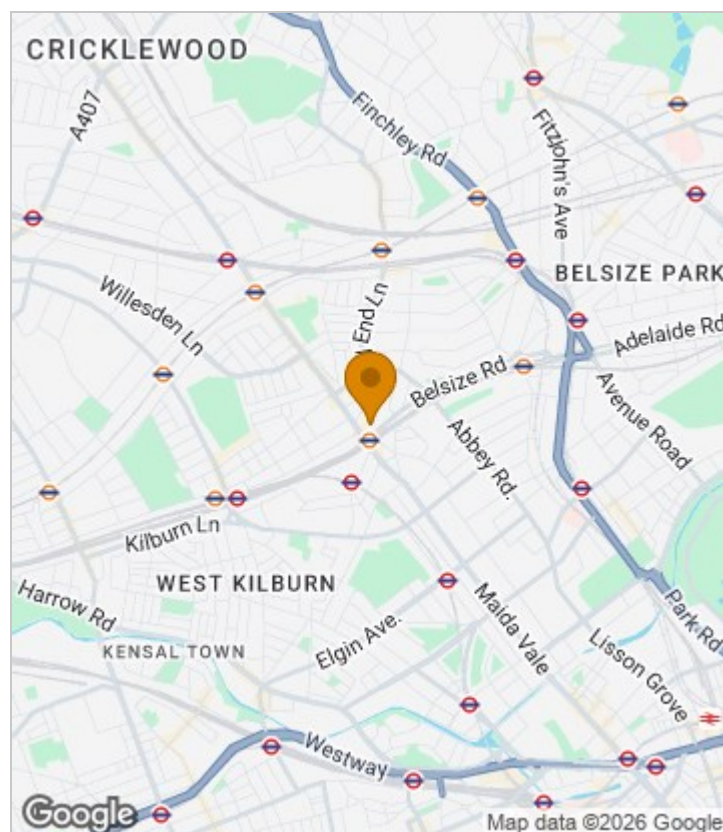 CRICKLEWOOD
A407
Finchley Rd
Fitzjohn's Ave
BELSIZE PARK
Willesden Ln
End Ln
Adelaide Rd
Belsize Rd
Avenue Road
Abbey Rd.
Kilburn Ln
WEST KILBURN
Harrow Rd
Maida Vale
Park Rd
Elgin Ave.
KENSAL TOWN
Lisson Grove
Westway
Google
Map data ©2026 Google